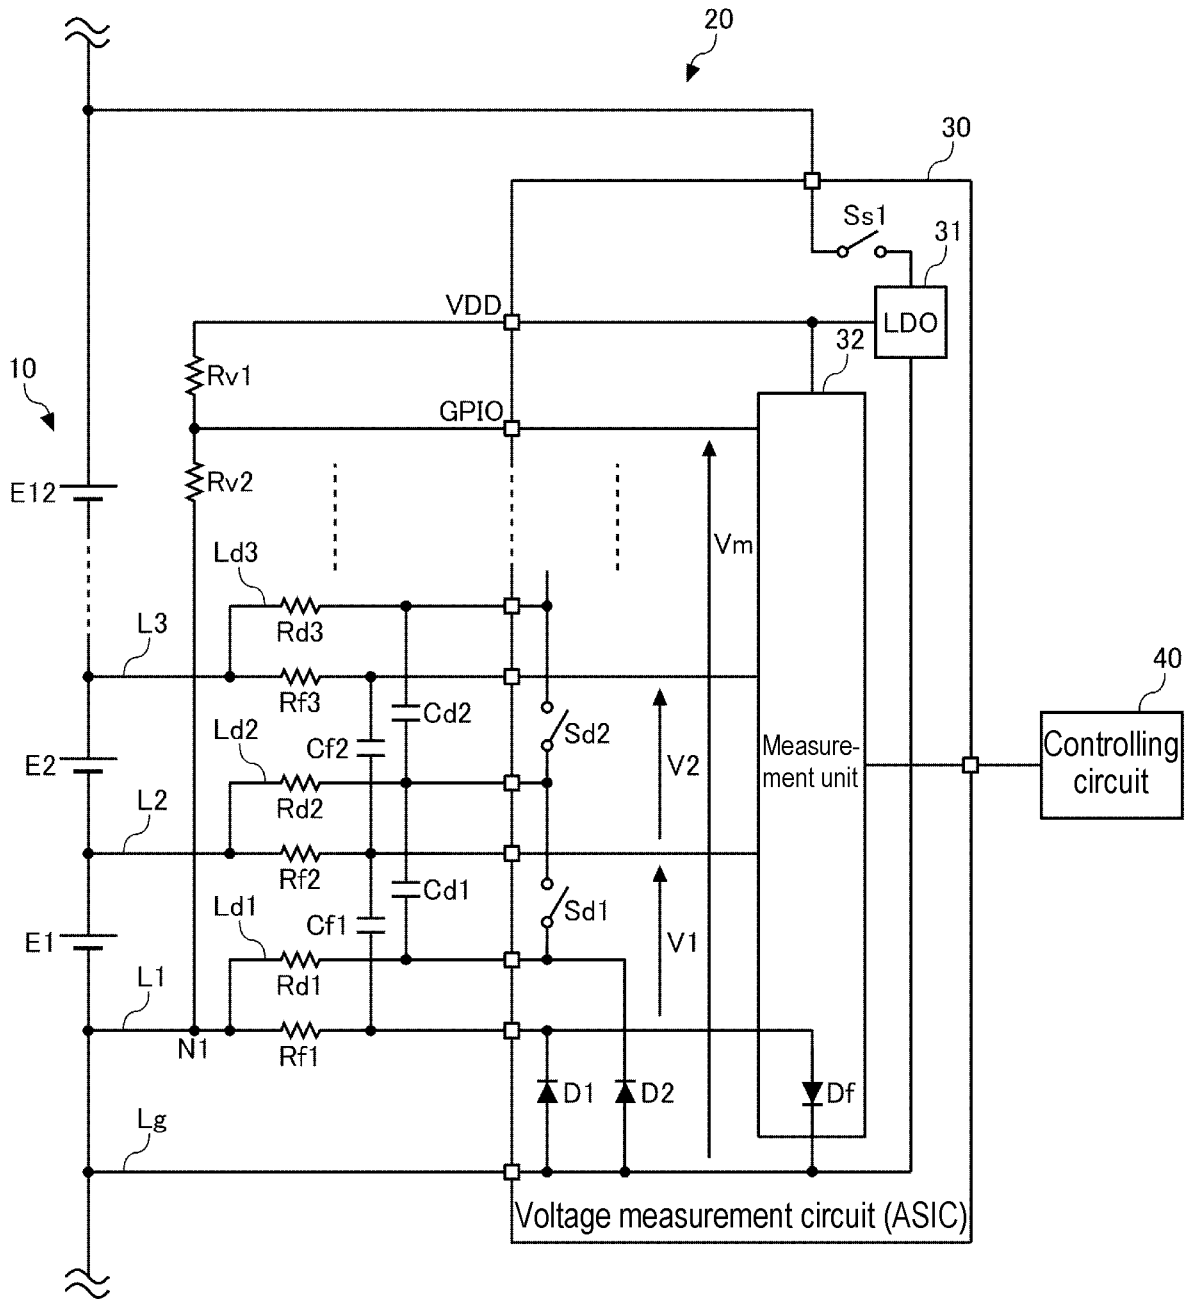 20
30
Ss1
31
VDD
LDO
32
10
Rv1
GPIO
E12
Rv2
Vm
Ld3
Rd3
L3
40
Rf3
Cd2
Ld2
Sd2
Cf2
E2
V2
Measure-
ment unit
Controlling
circuit
Rd2
L2
Rf2
Cd1
Ld1
Sd1
Cf1
E1
V1
Rd1
L1
N1
Rf1
D1
D2
Df
Lg
Voltage measurement circuit (ASIC)